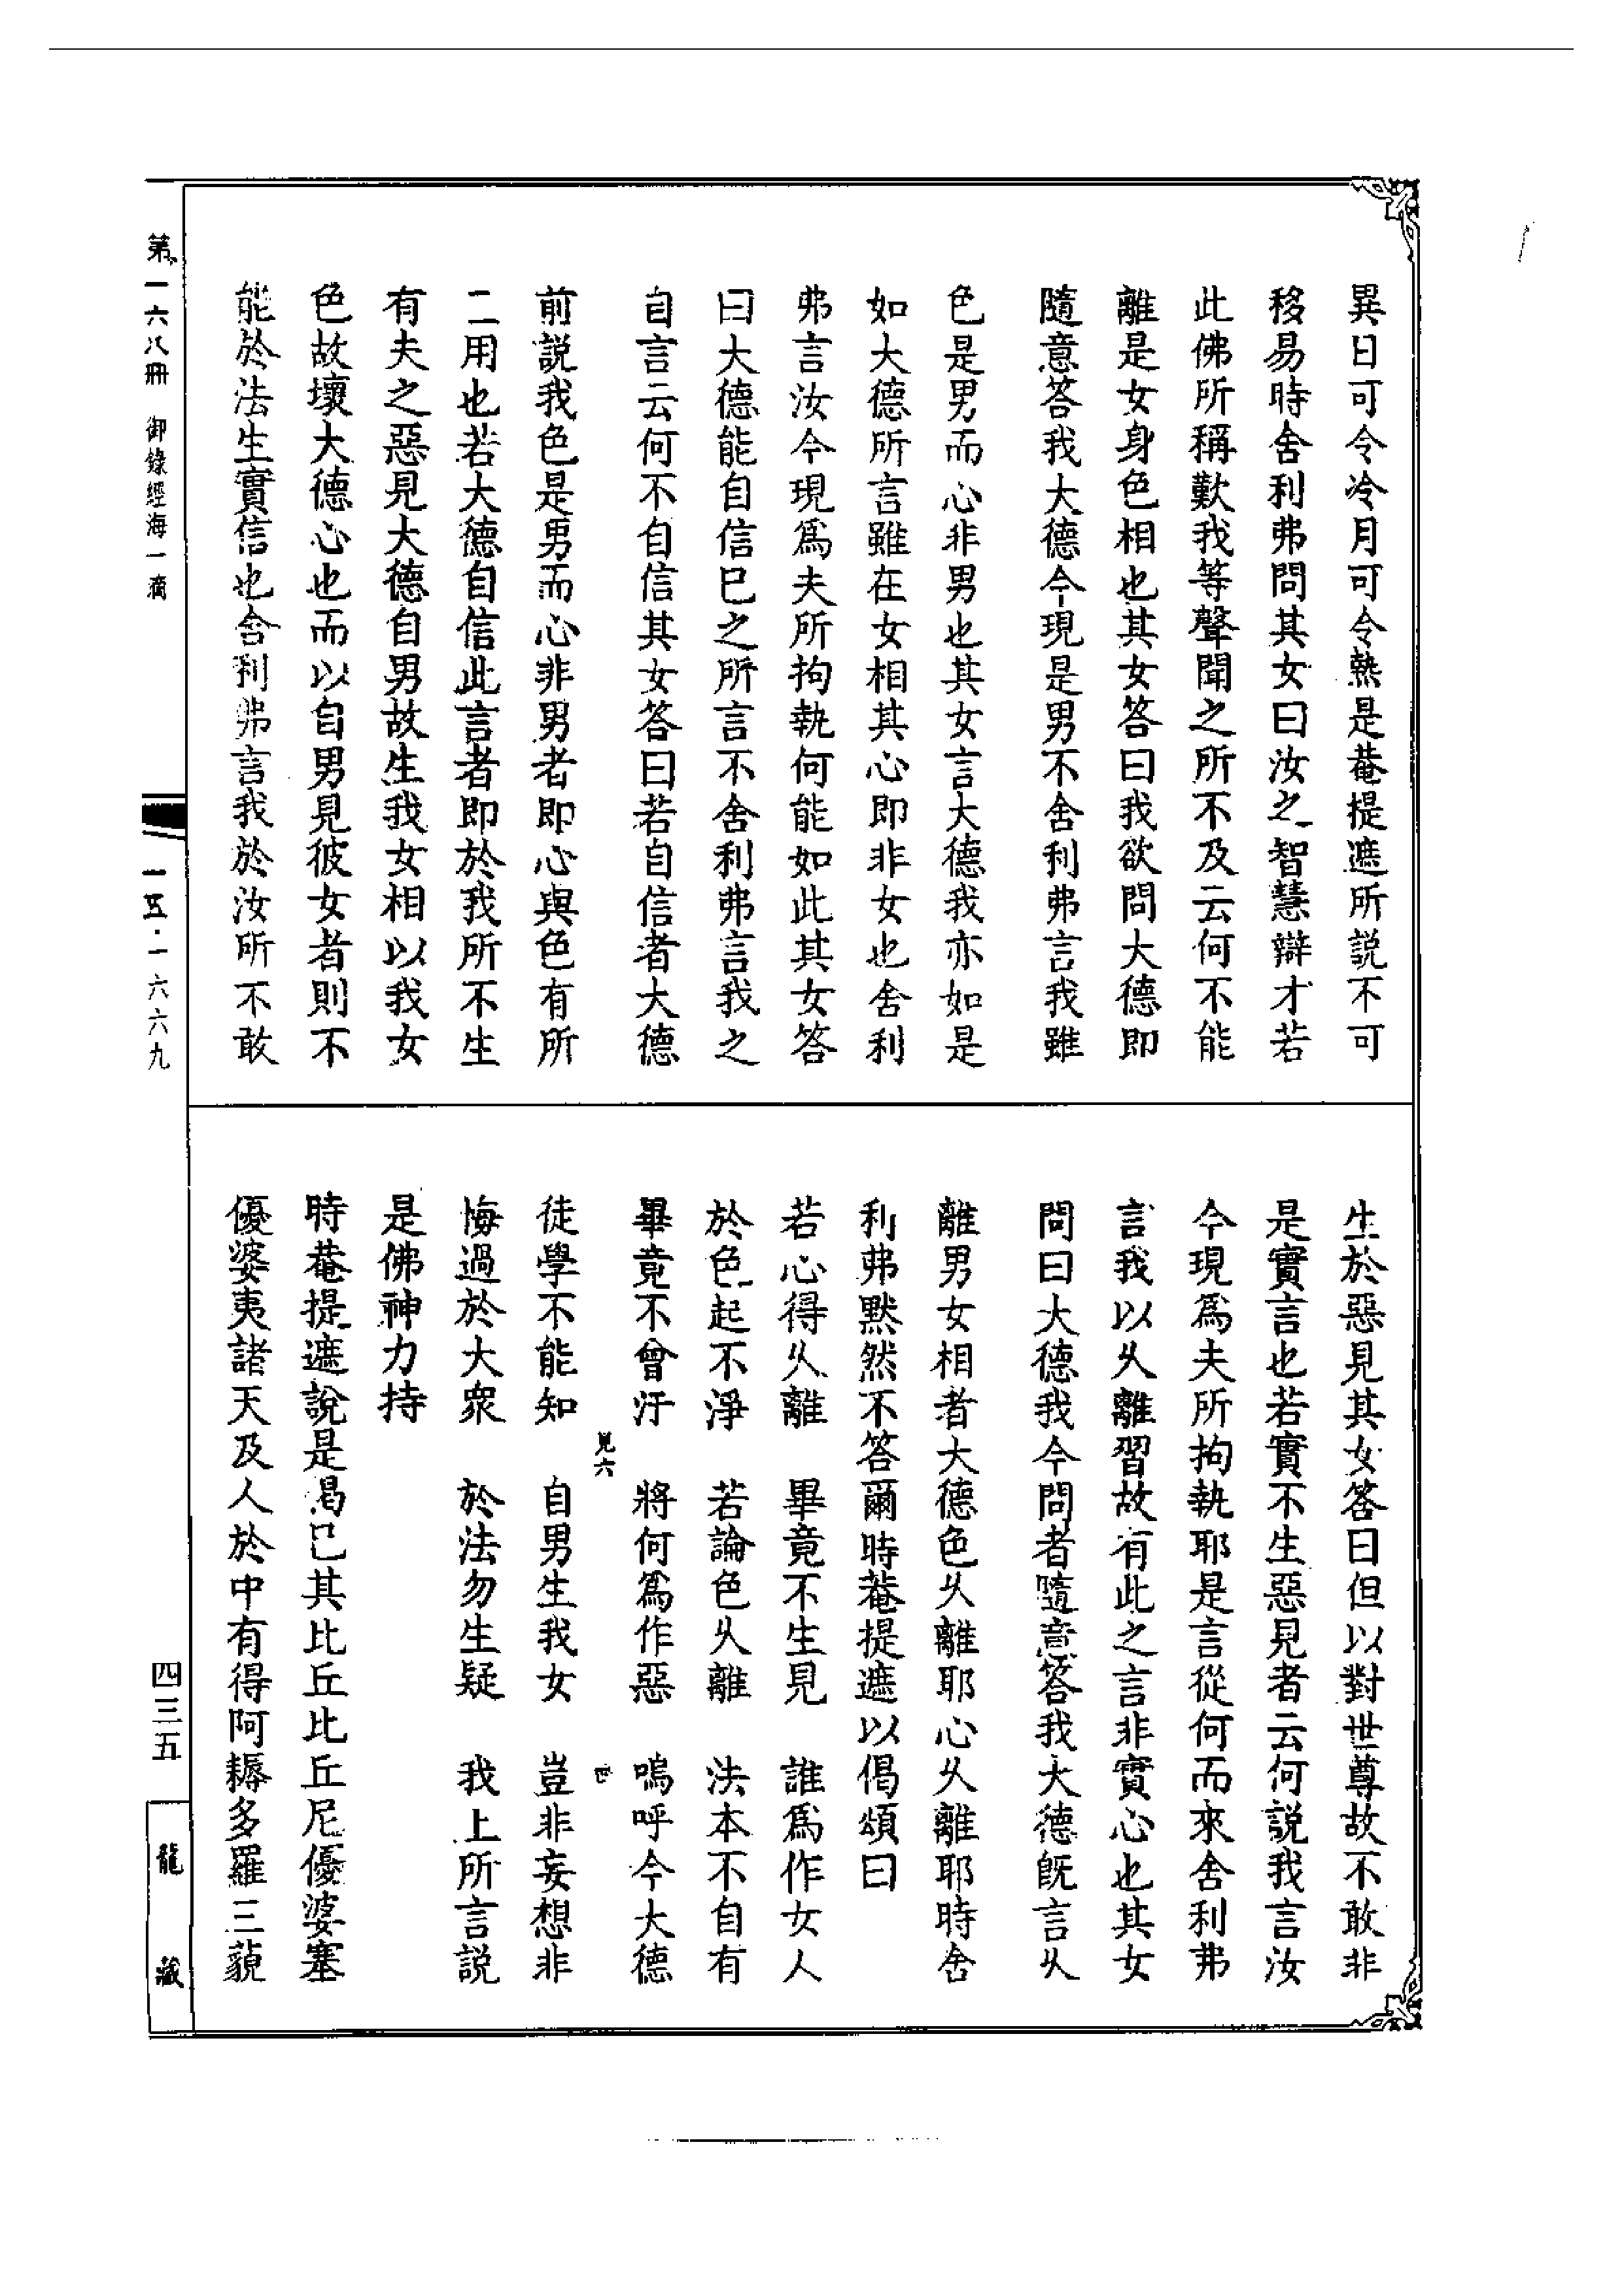 異日可令冷月可令熱是菴提遮所説不可
移易時舍利弗問其女曰汝之智慧辯才若
此佛所稱歎我等聲聞之所不及云何不能
離是女身色相也其女答曰我欲問大德即
隨意答我大德今現是男不舍利弗言我雖
色是男而心非男也其女言大德我亦如是
如大德所言雖在女相其心即非女也舍利
弗言汝今現爲夫所拘執何能如此其女答
曰大德能自信巳之所言不舍利弗言我之
自言云何不自信其女答曰若自信者大德
前説我色是男而心非男者即心與色有所
二用也若大德自信此言者即於我所不生
有夫之惡見大德自男故生我女相以我女
色故壞大德心也而以自男見彼女者則不
能於法生實信也舍利弗言我於汝所不敢
生於惡見其女答曰但以對世尊故不敢非
是實言也若實不生惡見者云何説我言汝
今現爲夫所拘執耶是言從何而來舍利弗
言我以乆離習故有此之言非實心也其女
問曰大德我今問者隨意答我大德旣言乆
離男女相者大德色乆離耶心乆離耶時舍
利弗默然不答爾時菴提遮以偈頌曰
若心得乆離　畢竟不生見　誰爲作女人
於色起不淨　若論色乆離　法本不自有
畢竟不曾汙　將何爲作惡　嗚呼今大德
見六　世
徒學不能知　自男生我女　豈非妄想非
悔過於大衆　於法勿生疑　我上所言説
是佛神力持
時菴提遮說是偈巳其比丘比丘尼優婆塞
優婆夷諸天及人於中有得阿耨多羅三藐
第一六八冊　御錄經海一滴
一五·一六六九
四三五
龍藏